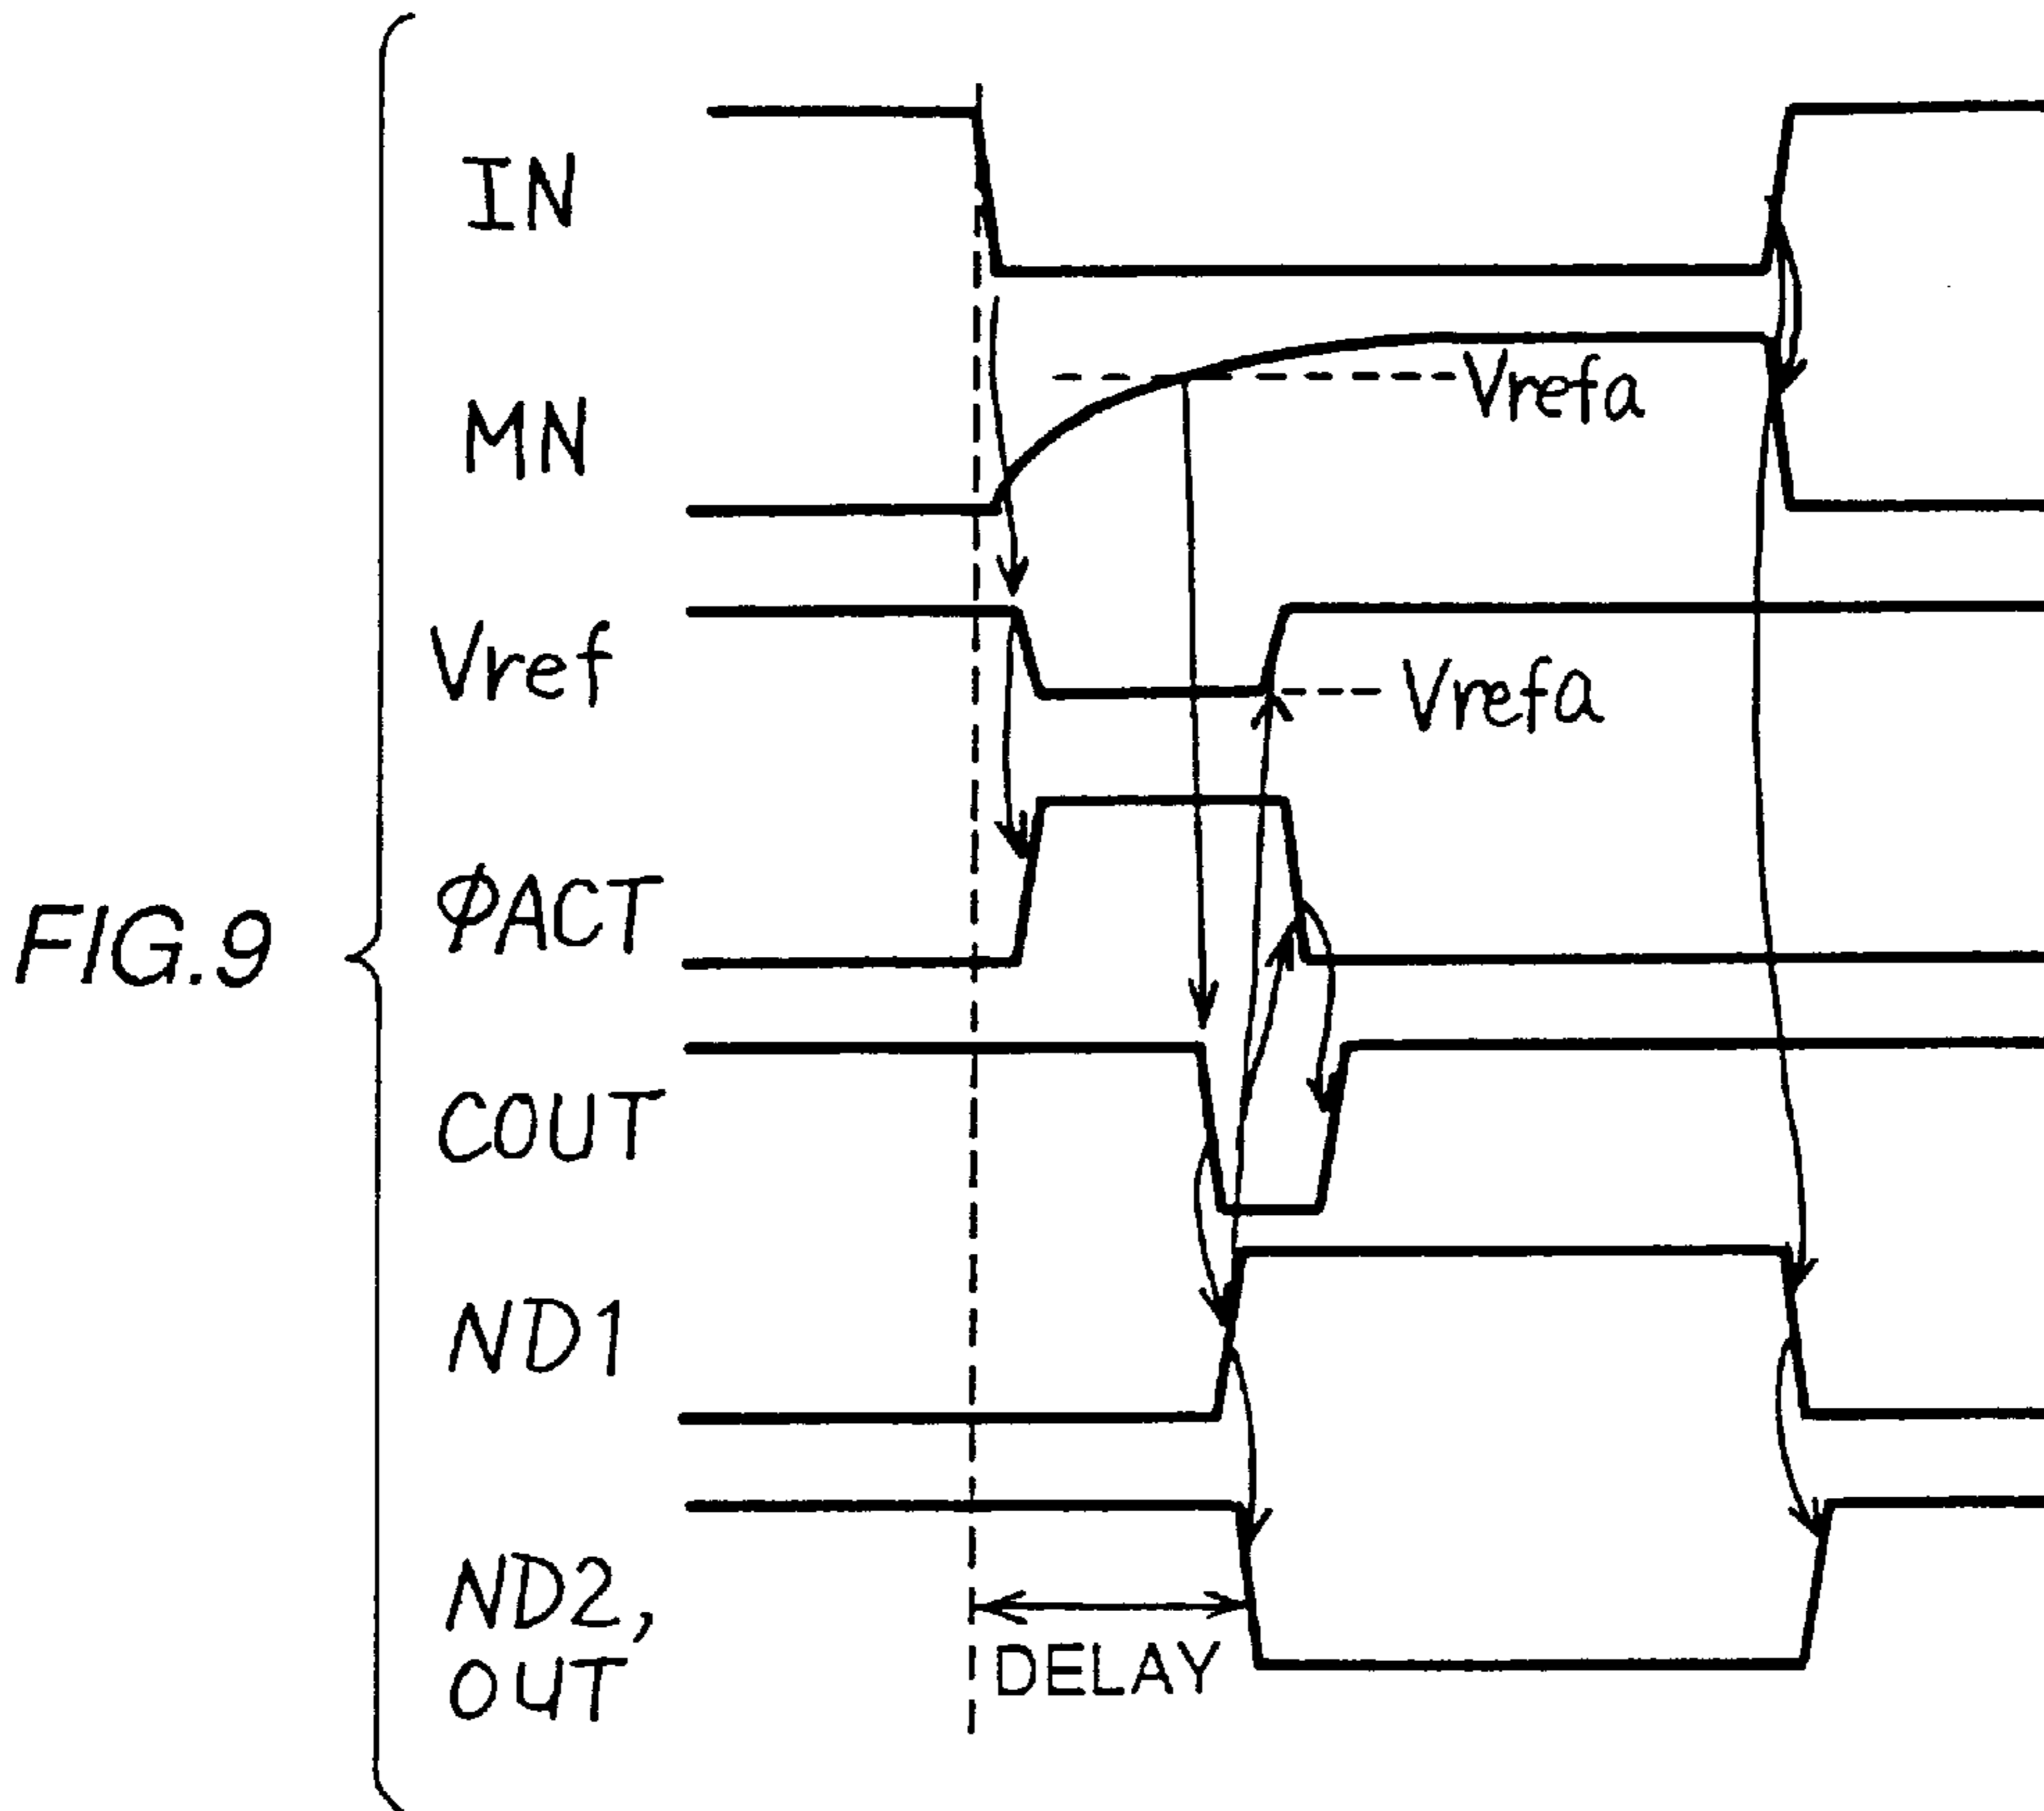 IN
MN
Vrefa
Vref
Vrefa
FIG.9
ΦACT
COUT
ND1
ND2,
OUT
DELAY